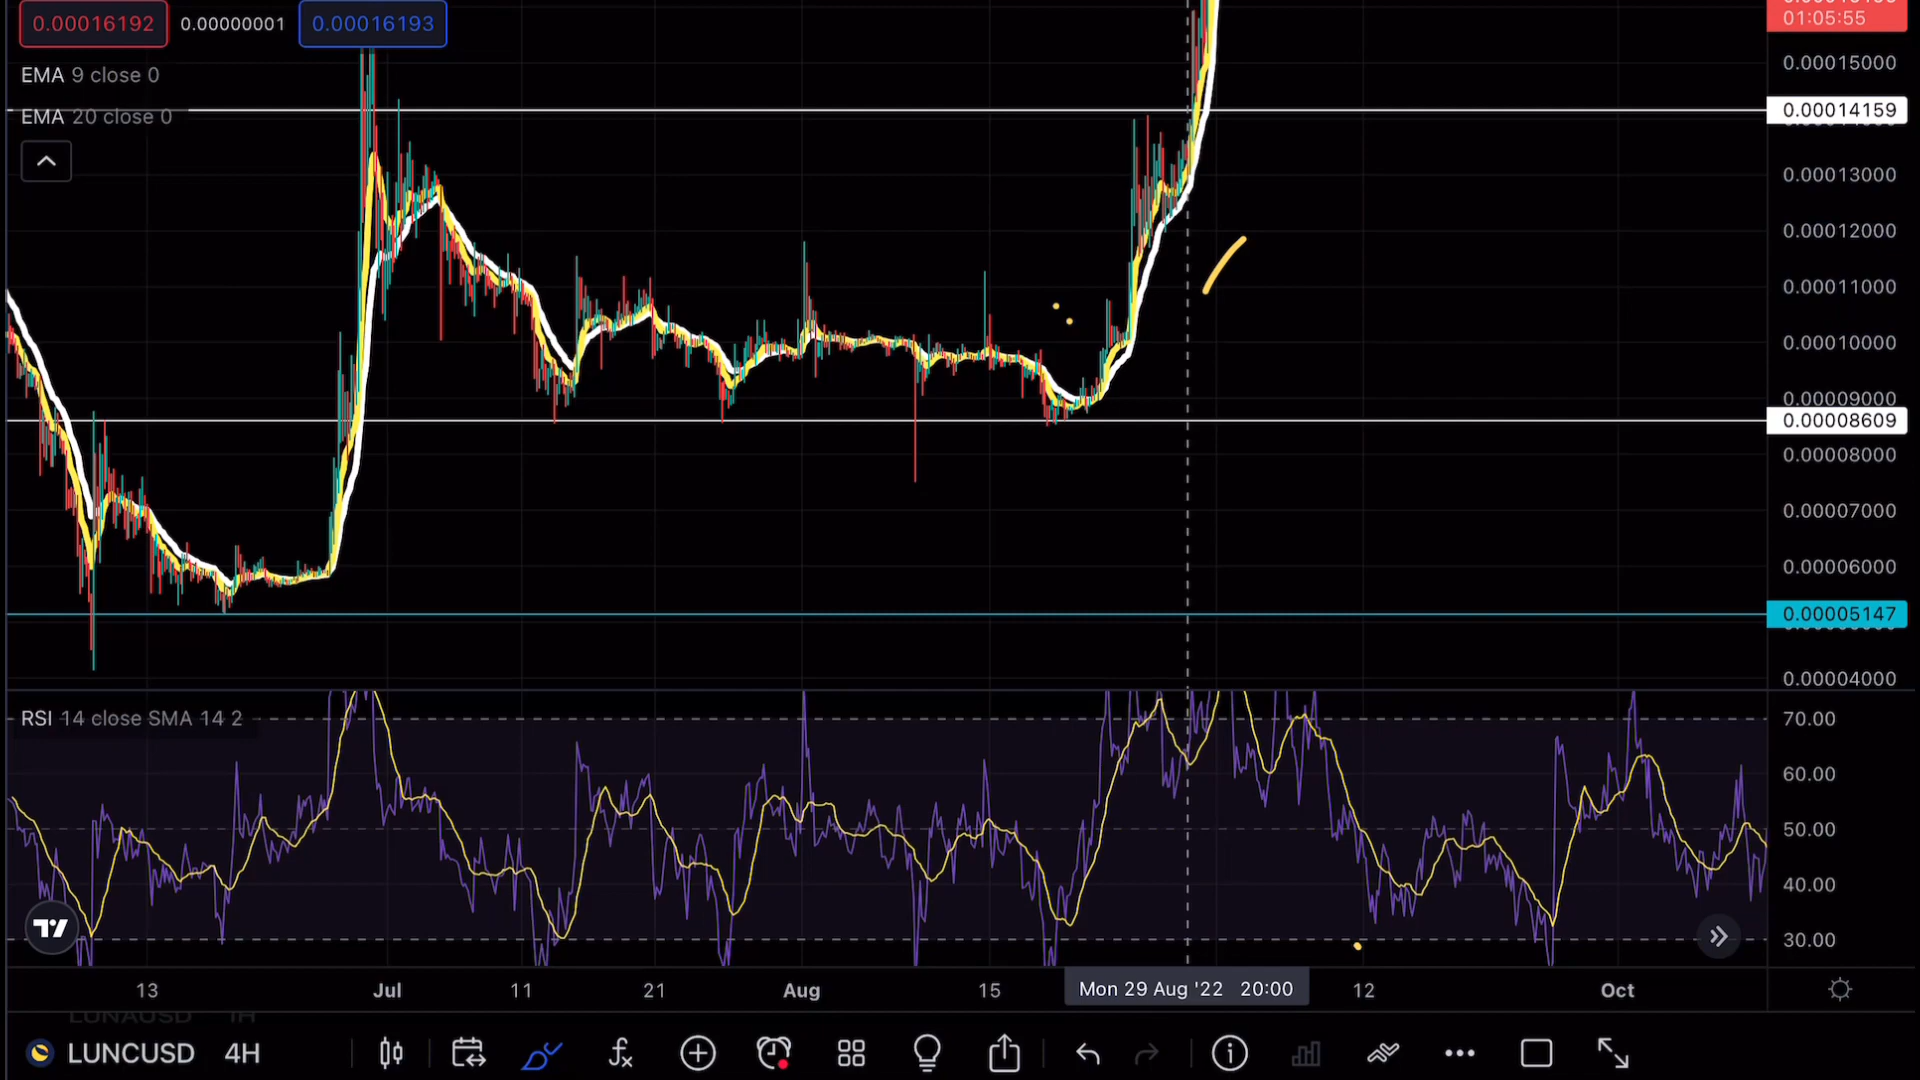 0.00016192 0.00000001 0.00016193
01:05:55
EMA 9 close 0
0.00015000
EMA 20 close 0
0.00014159
0.00013000
0.00012000
0.00011000
0.00010000
0.00009000
0.00008609
0.00008000
0.00007000
0.00006000
0.00005147
0.00004000
RSI 14 close SMA 14 2
70.00
60.00
50.00
40.00
30.00
13 Jul 11 21 Aug 15 Mon 29 Aug '22 20:00 12 Oct
LUNAUSD 1H
LUNCUSD 4H